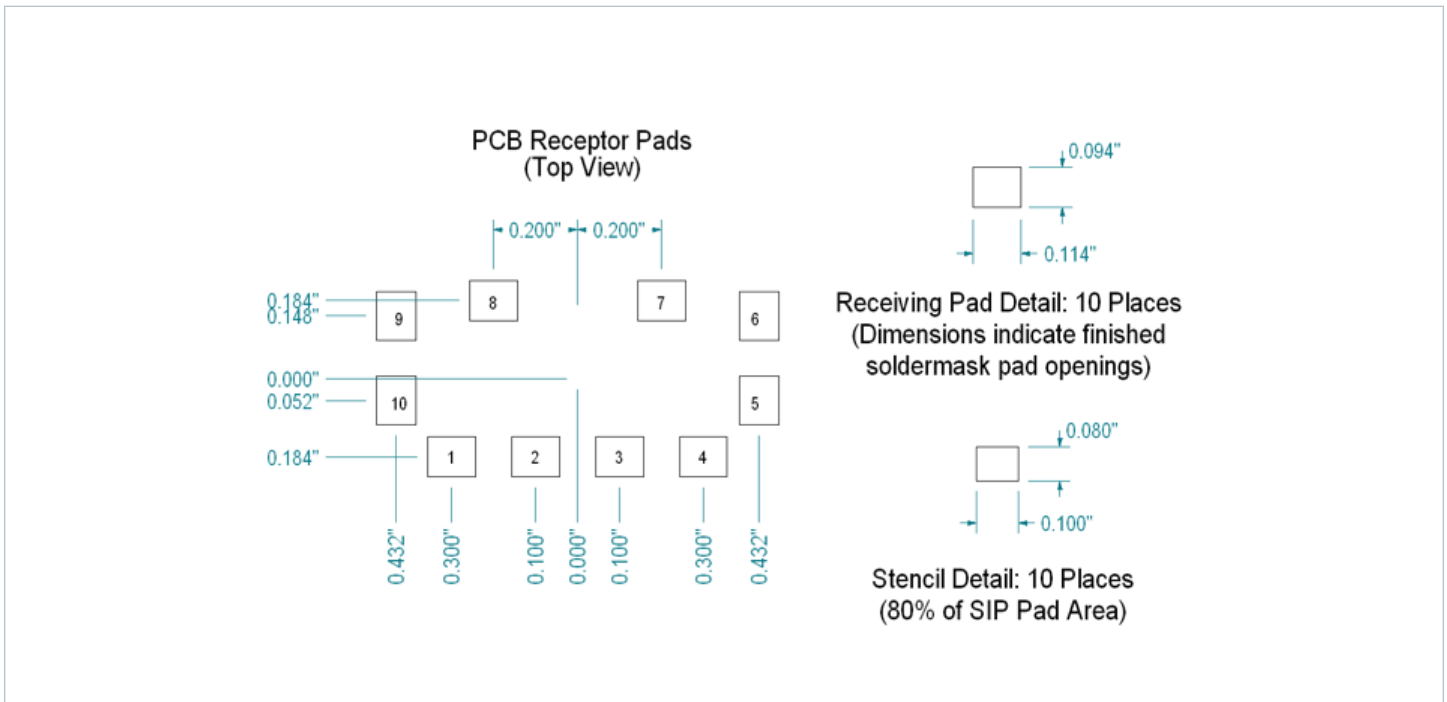 PCB Receptor Pads
(Top View)
0.200" 0.200"
0.184"
0.148"
0.000"
0.052"
0.184"
8 7
9 6
10 5
1 2 3 4
0.432" 0.300" 0.100" 0.000" 0.100" 0.300" 0.432"
0.094"
0.114"
Receiving Pad Detail: 10 Places
(Dimensions indicate finished
soldermask pad openings)
0.080"
0.100"
Stencil Detail: 10 Places
(80% of SIP Pad Area)